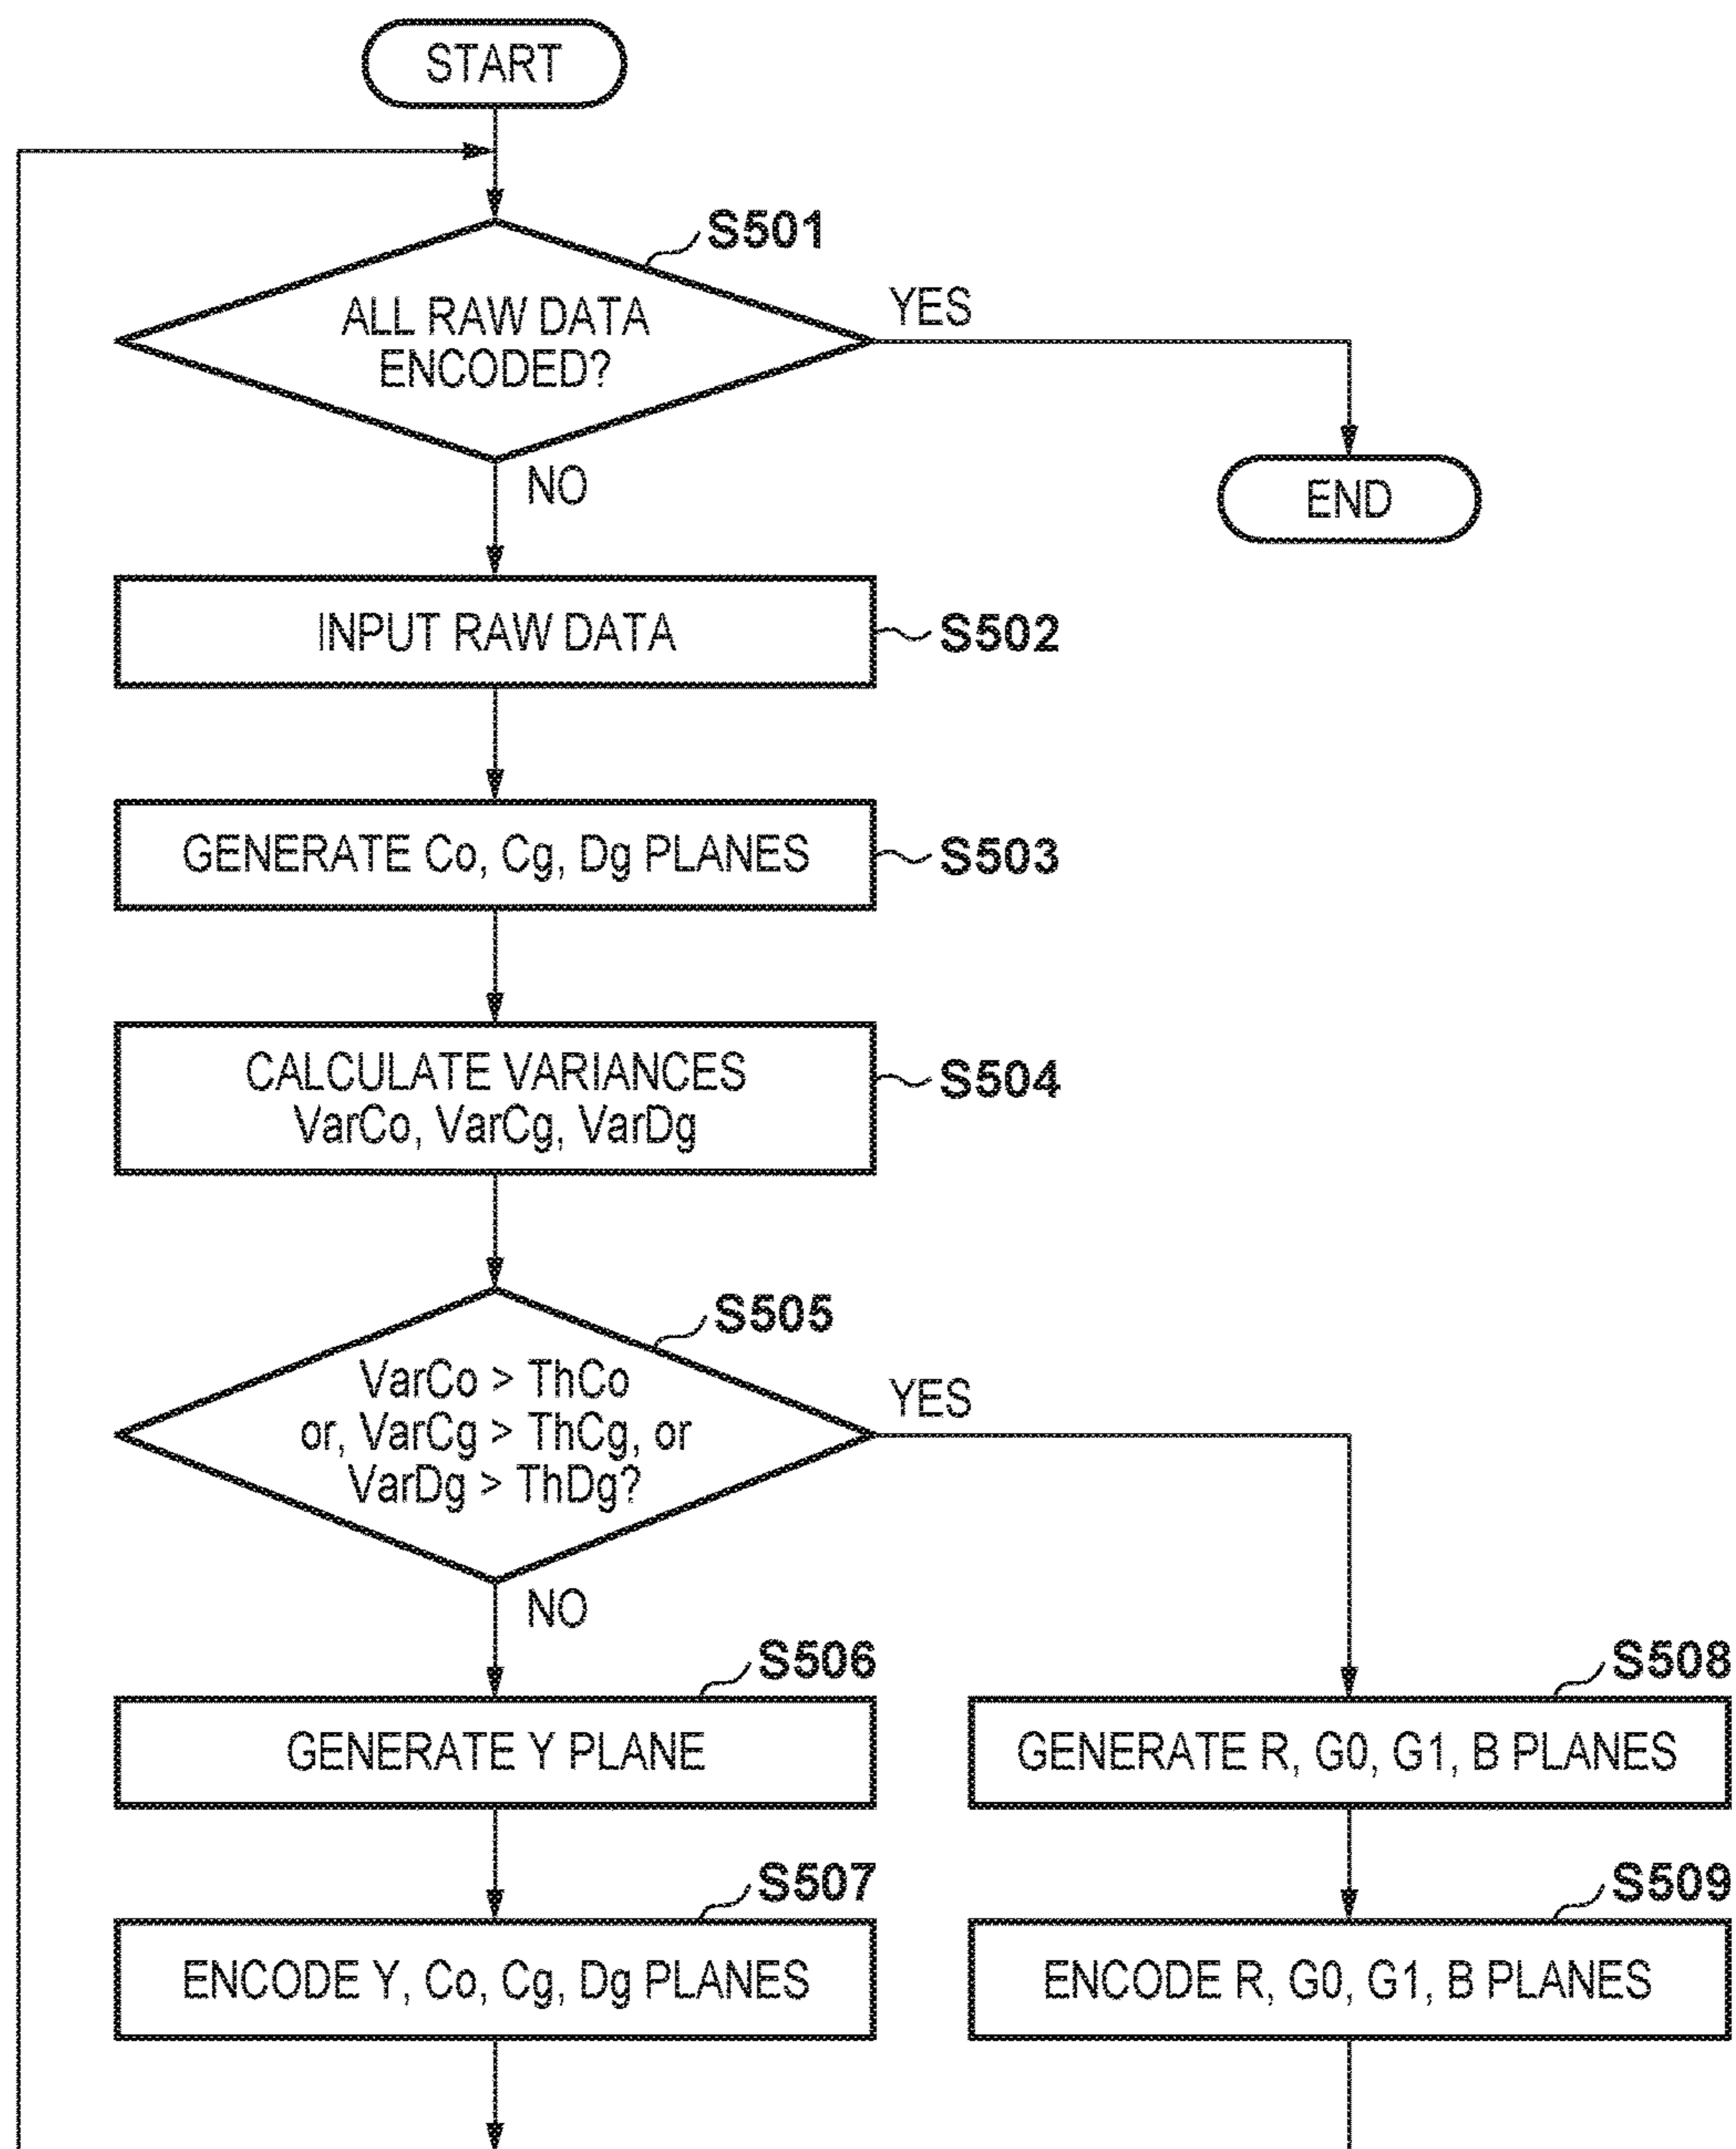 START
S501
ALL RAW DATA
ENCODED?
YES
NO
END
INPUT RAW DATA
S502
GENERATE Co, Cg, Dg PLANES
S503
CALCULATE VARIANCES
VarCo, VarCg, VarDg
S504
S505
VarCo > ThCo
or, VarCg > ThCg, or
VarDg > ThDg?
YES
NO
S506
GENERATE Y PLANE
S508
GENERATE R, G0, G1, B PLANES
S507
ENCODE Y, Co, Cg, Dg PLANES
S509
ENCODE R, G0, G1, B PLANES